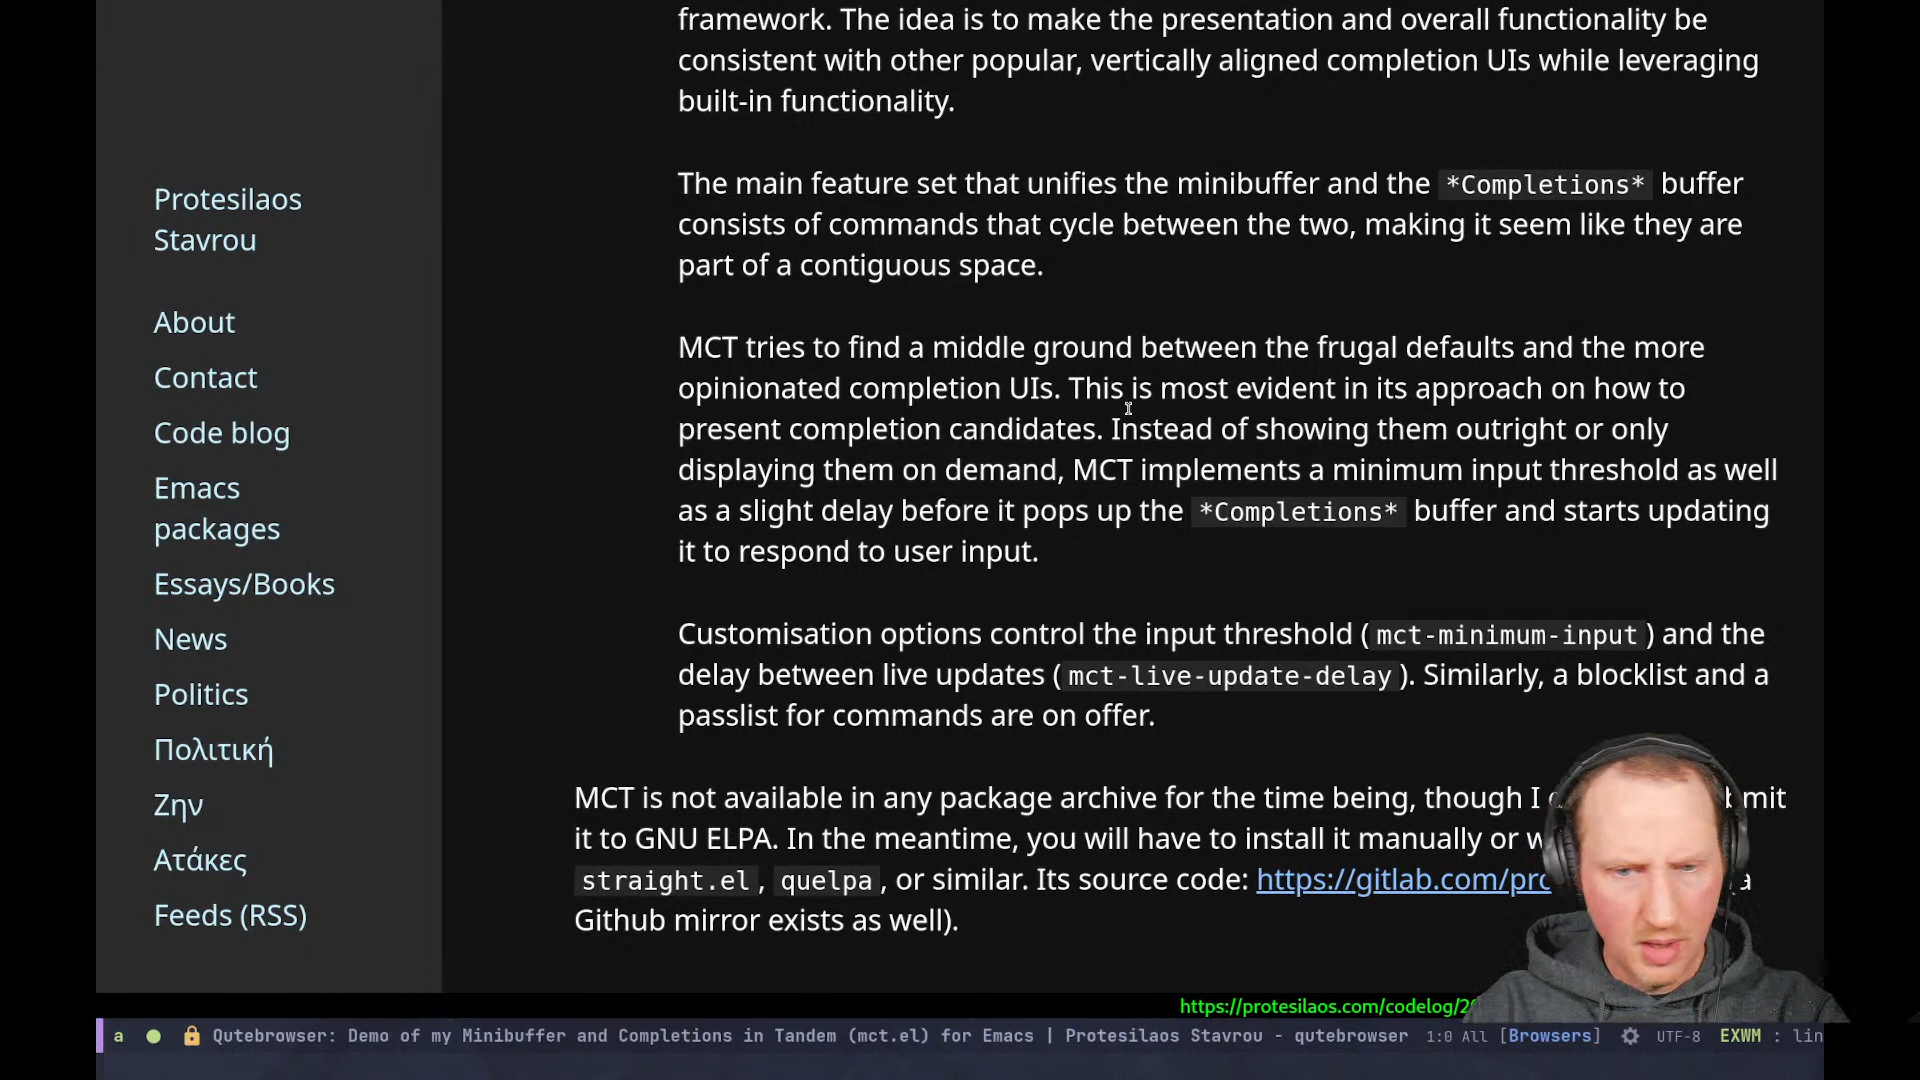 Protesilaos
Stavrou
About
Contact
Code blog
Emacs
packages
Essays/Books
News
Politics
Πολιτική
Ζην
Ατάκες
Feeds (RSS)
framework. The idea is to make the presentation and overall functionality be
consistent with other popular, vertically aligned completion UIs while leveraging
built-in functionality.
The main feature set that unifies the minibuffer and the *Completions* buffer
consists of commands that cycle between the two, making it seem like they are
part of a contiguous space.
MCT tries to find a middle ground between the frugal defaults and the more
opinionated completion UIs. This is most evident in its approach on how to
present completion candidates. Instead of showing them outright or only
displaying them on demand, MCT implements a minimum input threshold as well
as a slight delay before it pops up the *Completions* buffer and starts updating
it to respond to user input.
Customisation options control the input threshold (mct-minimum-input) and the
delay between live updates (mct-live-update-delay). Similarly, a blocklist and a
passlist for commands are on offer.
MCT is not available in any package archive for the time being, though I
it to GNU ELPA. In the meantime, you will have to install it manually or
straight.el, quelpa, or similar. Its source code: https://gitlab.com/pro
Github mirror exists as well).
https://protesilaos.com/codelog/2
a Qutebrowser: Demo of my Minibuffer and Completions in Tandem (mct.el) for Emacs | Protesilaos Stavrou - qutebrowser 1:0 All [Browsers] UTF-8 EXWM : lin